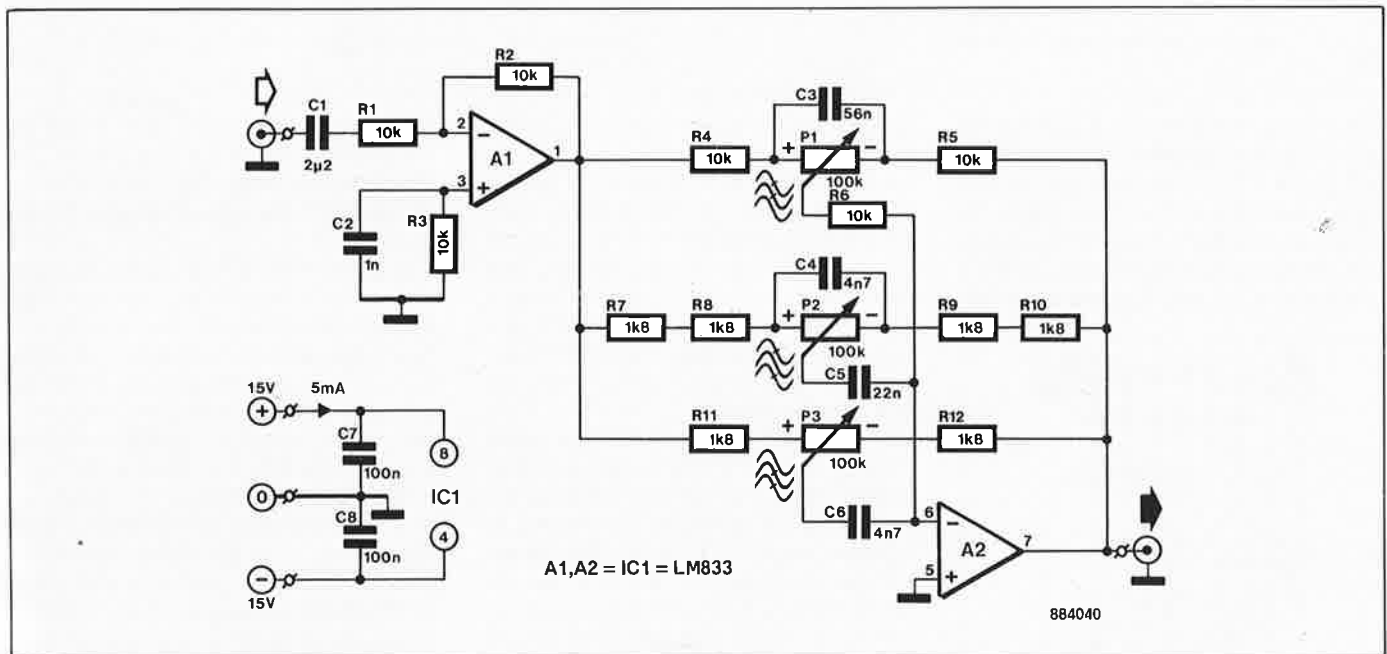 C1
2µ2
R1
10k
R2
10k
2
−
A1
1
3
+
C2
1n
R3
10k
R4
10k
C3
56n
+
P1
−
100k
R5
10k
R6
10k
C4
4n7
R7
1k8
R8
1k8
+
P2
−
100k
R9
1k8
R10
1k8
C5
22n
R11
1k8
+
P3
−
100k
R12
1k8
C6
4n7
6
−
A2
7
5
+
15V
5mA
+
C7
100n
8
0
IC1
C8
100n
4
−
15V
A1,A2 = IC1 = LM833
884040